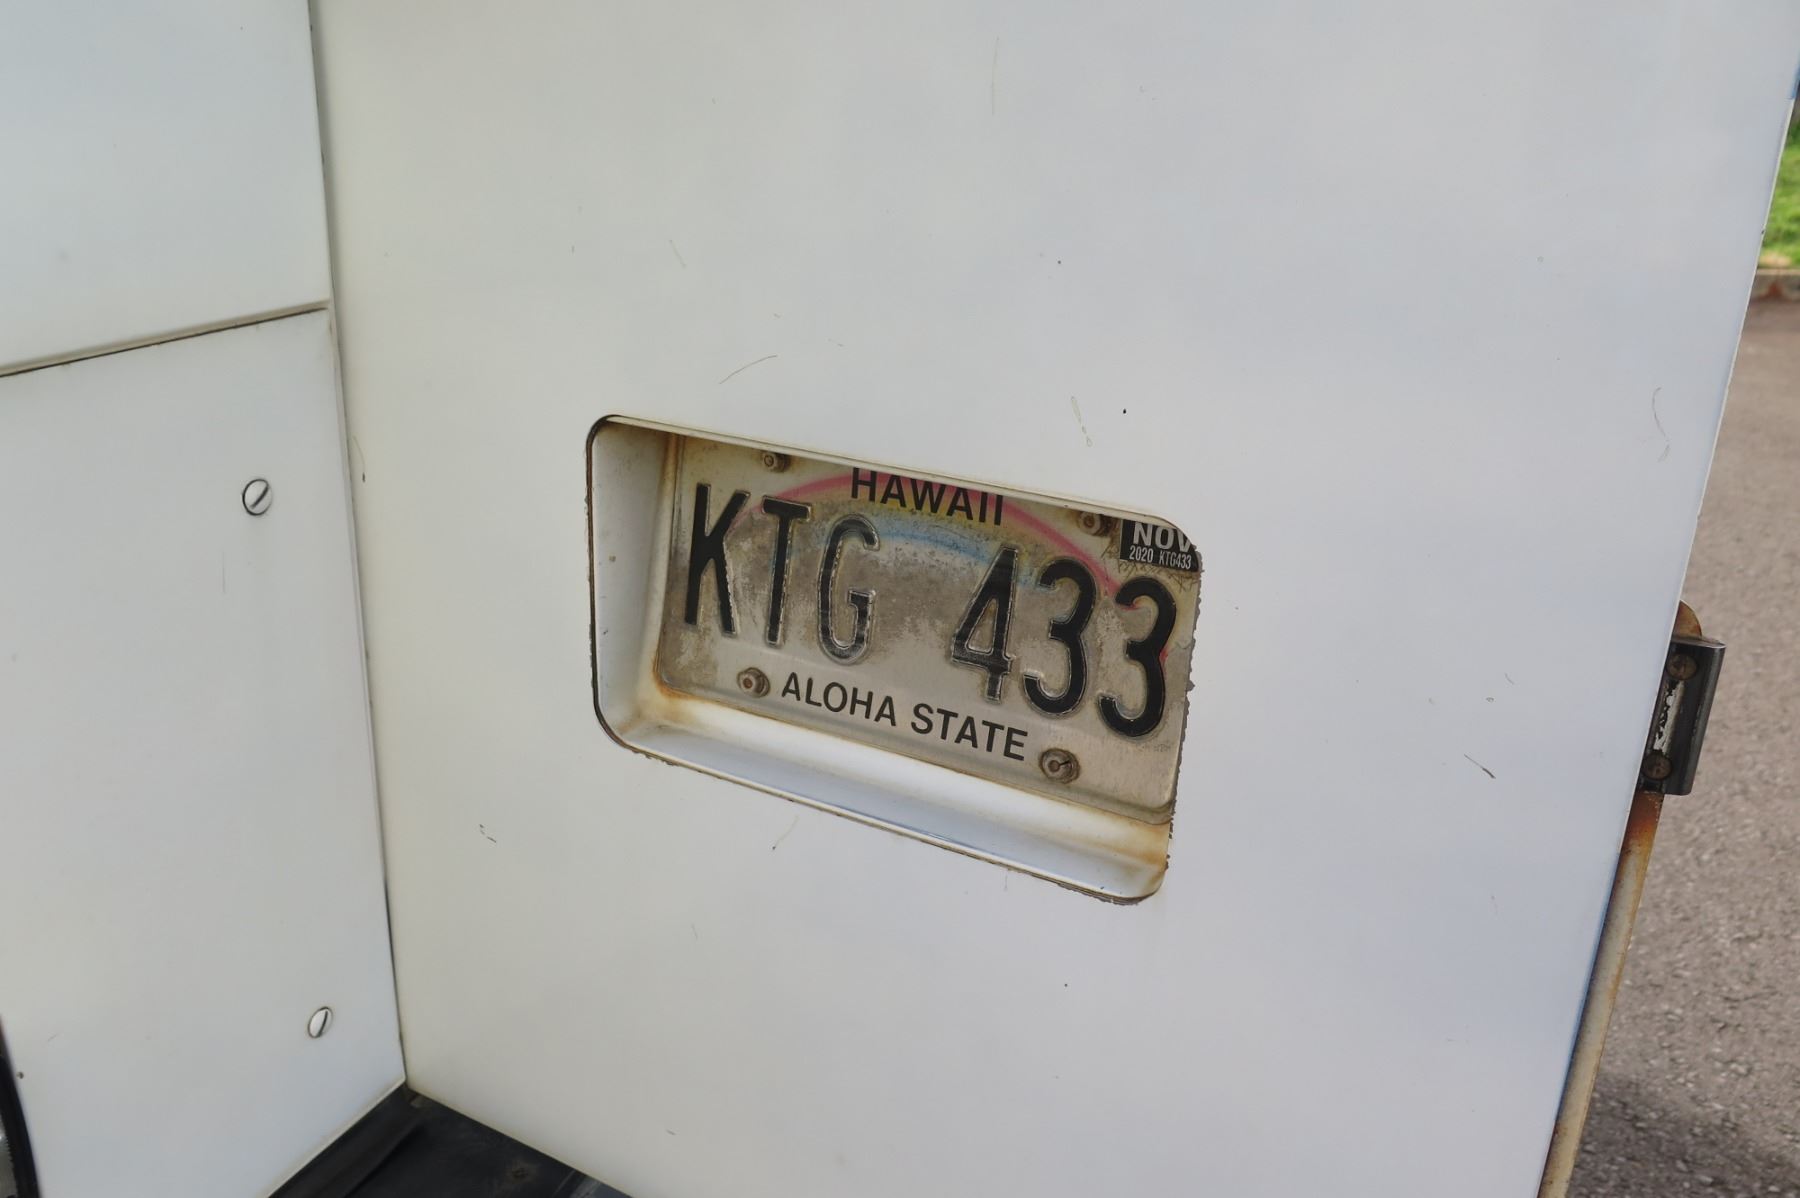 HAWAII
NOV
2020 KTG433
KTG 433
ALOHA STATE